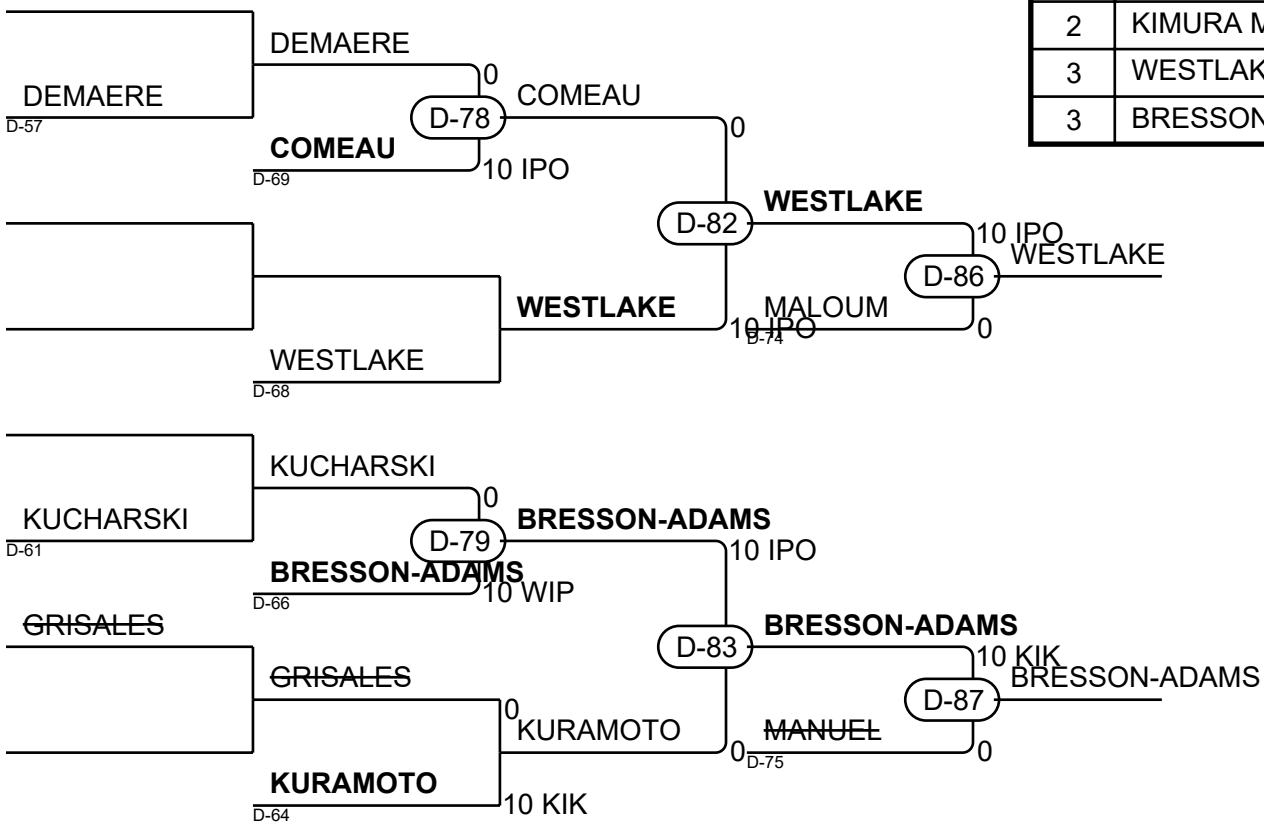 2 KIMURA M
3 WESTLAK
3 BRESSON
DEMAERE
0
DEMAERE
D-57
D-78
COMEAU
COMEAU
D-69
10 IPO
0
D-82
WESTLAKE
10 IPO
WESTLAKE
D-86
WESTLAKE
10 IPO
MALOUM
D-74
0
WESTLAKE
D-68
KUCHARSKI
0
KUCHARSKI
D-61
D-79
BRESSON-ADAMS
10 IPO
BRESSON-ADAMS
D-66
10 WIP
GRISALES
D-83
BRESSON-ADAMS
10 KIK
BRESSON-ADAMS
GRISALES
0
D-87
KURAMOTO
0
MANUEL
D-75
0
KURAMOTO
D-64
10 KIK